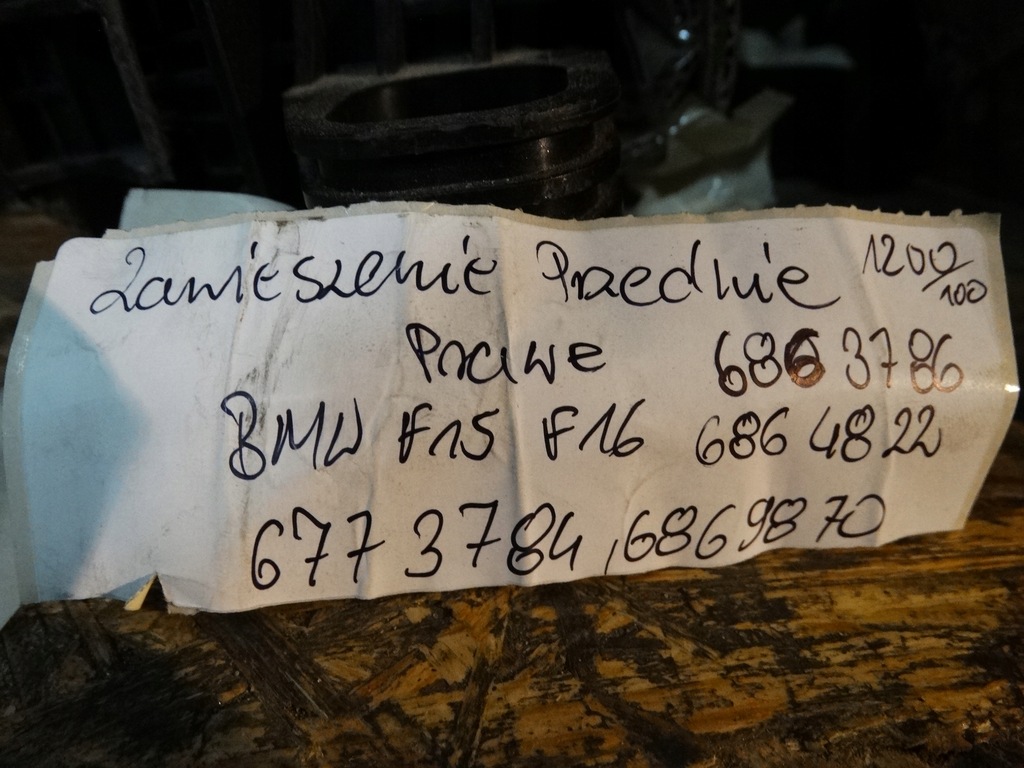 Zawieszenie Przednie 1200/100
Prawe 6863786
BMW F15 F16 6864822
6773784, 6869870